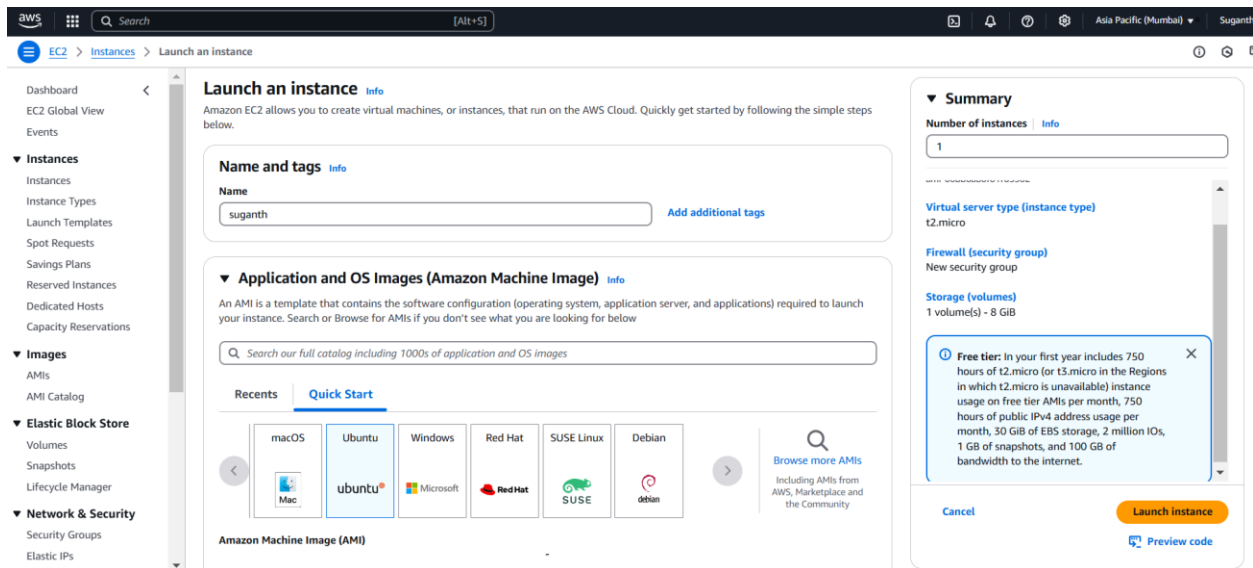 aws
Search
[Alt+S]
Asia Pacific (Mumbai)
Suganth
EC2 > Instances > Launch an instance
Dashboard
EC2 Global View
Events
Instances
Instances
Instance Types
Launch Templates
Spot Requests
Savings Plans
Reserved Instances
Dedicated Hosts
Capacity Reservations
Images
AMIs
AMI Catalog
Elastic Block Store
Volumes
Snapshots
Lifecycle Manager
Network & Security
Security Groups
Elastic IPs
Launch an instance Info
Amazon EC2 allows you to create virtual machines, or instances, that run on the AWS Cloud. Quickly get started by following the simple steps
below.
Name and tags Info
Name
suganth
Add additional tags
Application and OS Images (Amazon Machine Image) Info
An AMI is a template that contains the software configuration (operating system, application server, and applications) required to launch
your instance. Search or Browse for AMIs if you don't see what you are looking for below
Search our full catalog including 1000s of application and OS images
Recents
Quick Start
macOS
Mac
Ubuntu
ubuntu
Windows
Microsoft
Red Hat
Red Hat
SUSE Linux
SUSE
Debian
debian
Browse more AMIs
Including AMIs from
AWS, Marketplace and
the Community
Amazon Machine Image (AMI)
Summary
Number of instances Info
1
Virtual server type (instance type)
t2.micro
Firewall (security group)
New security group
Storage (volumes)
1 volume(s) - 8 GiB
Free tier: In your first year includes 750
hours of t2.micro (or t3.micro in the Regions
in which t2.micro is unavailable) instance
usage on free tier AMIs per month, 750
hours of public IPv4 address usage per
month, 30 GiB of EBS storage, 2 million IOs,
1 GB of snapshots, and 100 GB of
bandwidth to the internet.
Cancel
Launch instance
Preview code